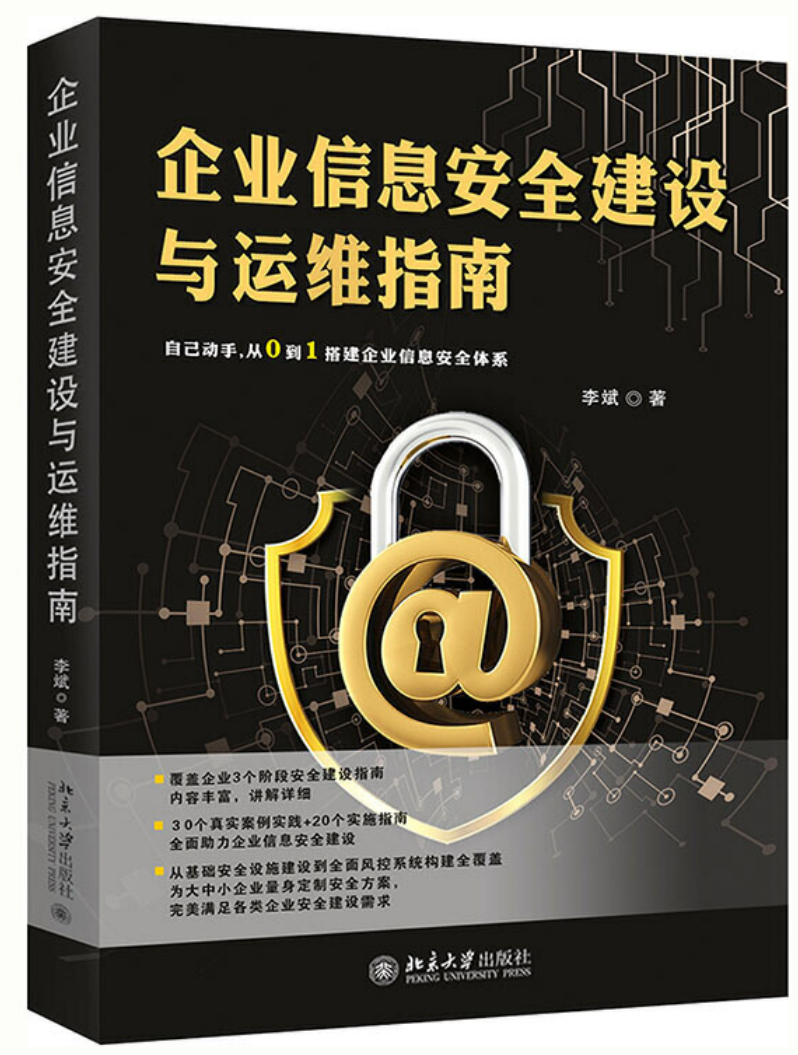 企业信息安全建设与运维指南
李斌◎著
北京大学出版社
PEKING UNIVERSITY PRESS
企业信息安全建设
与运维指南
自己动手,从0到1搭建企业信息安全体系
李斌 ◎ 著
@
覆盖企业3个阶段安全建设指南
内容丰富，讲解详细
30个真实案例实践+20个实施指南
全面助力企业信息安全建设
从基础安全设施建设到全面风控系统构建全覆盖
为大中小企业量身定制安全方案，
完美满足各类企业安全建设需求
北京大学出版社
PEKING UNIVERSITY PRESS